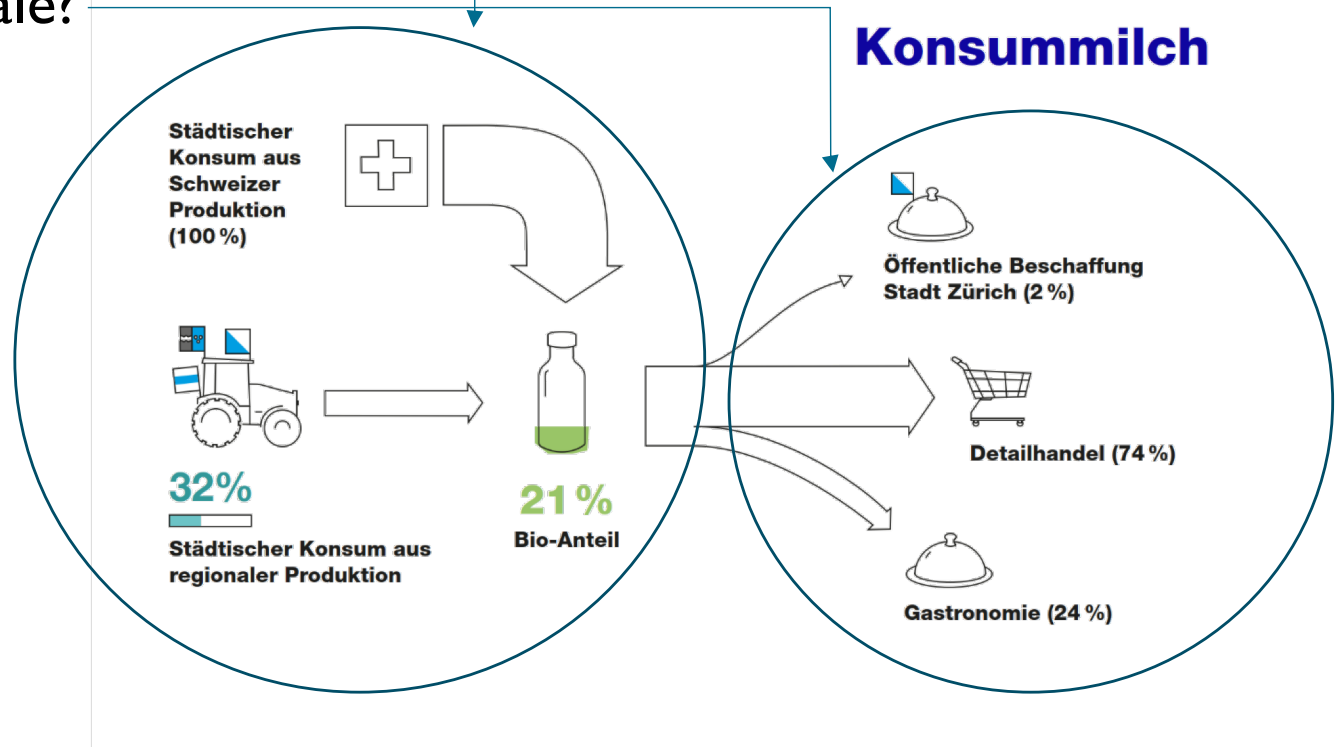 Konsummilch
Städtischer
Konsum aus
Schweizer
Produktion
(100 %)
32%
Städtischer Konsum aus
regionaler Produktion
21 %
Bio-Anteil
Öffentliche Beschaffung
Stadt Zürich (2 %)
Detailhandel (74 %)
Gastronomie (24 %)